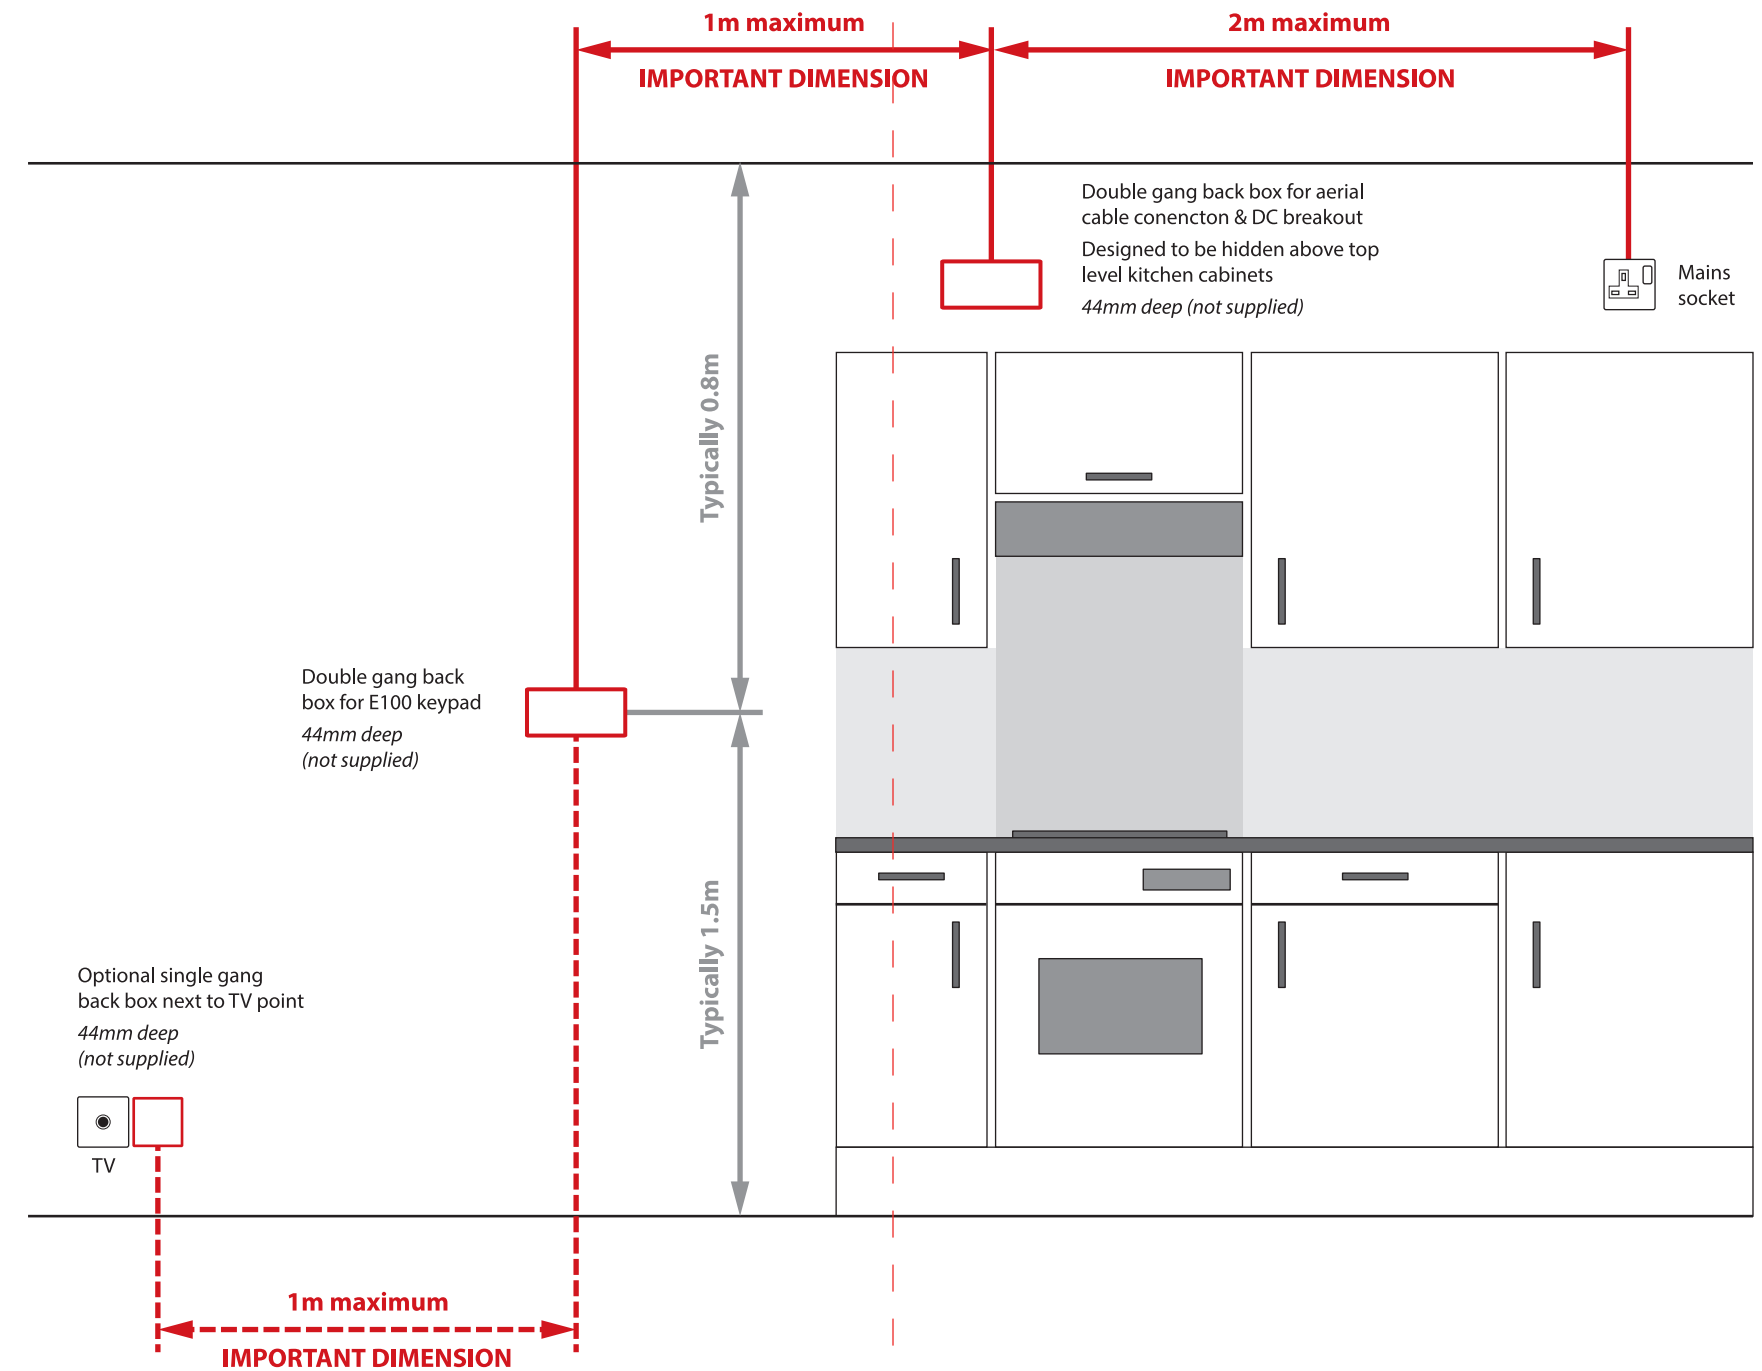 1m maximum
IMPORTANT DIMENSION
2m maximum
IMPORTANT DIMENSION
Double gang back box for aerial
cable conencton & DC breakout
Designed to be hidden above top
level kitchen cabinets
44mm deep (not supplied)
Mains
socket
Typically 0.8m
Double gang back
box for E100 keypad
44mm deep
(not supplied)
Typically 1.5m
Optional single gang
back box next to TV point
44mm deep
(not supplied)
TV
1m maximum
IMPORTANT DIMENSION